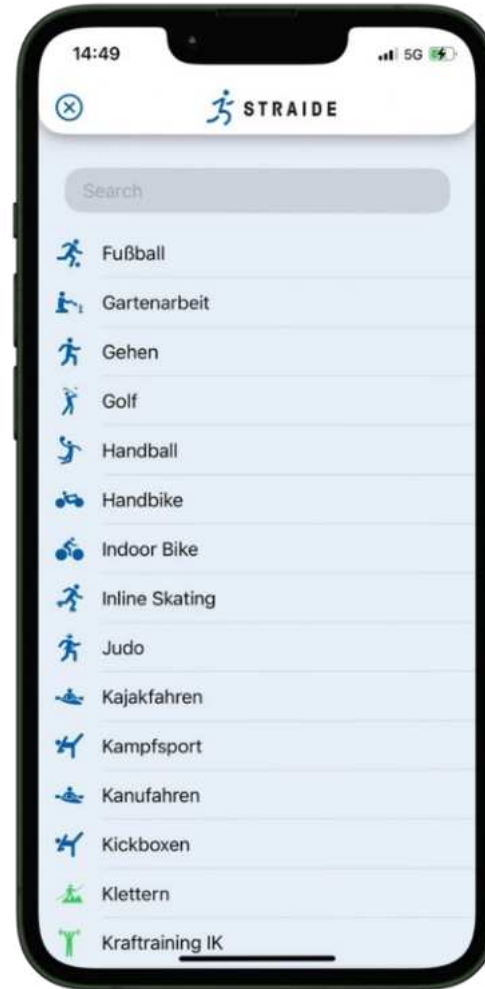 14:49
5G
STRAIDE
Search
Fußball
Gartenarbeit
Gehen
Golf
Handball
Handbike
Indoor Bike
Inline Skating
Judo
Kajakfahren
Kampfsport
Kanufahren
Kickboxen
Klettern
Kraftraining IK